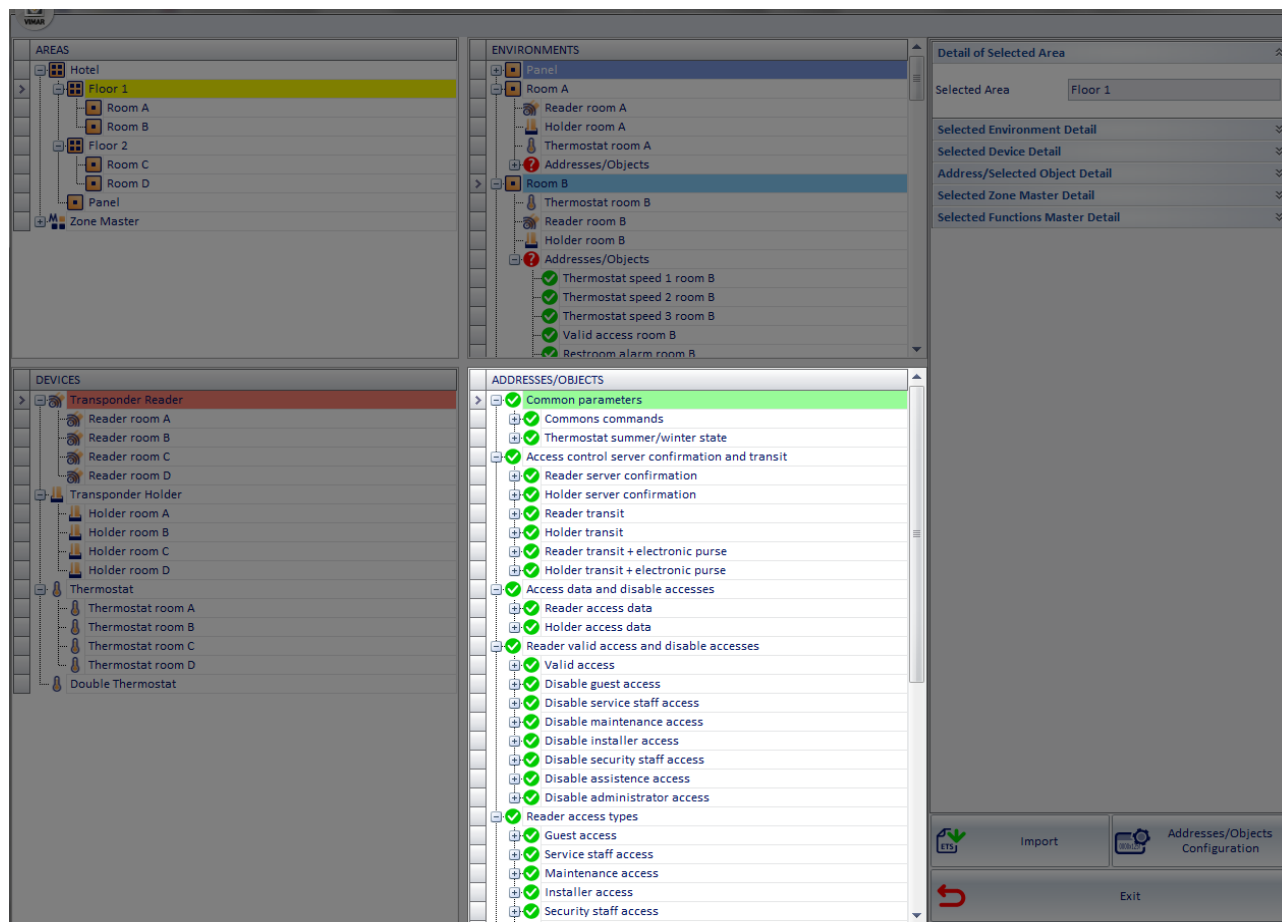 VIMAR
AREAS
Hotel
Floor 1
Room A
Room B
Floor 2
Room C
Room D
Panel
Zone Master
ENVIRONMENTS
Panel
Room A
Reader room A
Holder room A
Thermostat room A
Addresses/Objects
Room B
Thermostat room B
Reader room B
Holder room B
Addresses/Objects
Thermostat speed 1 room B
Thermostat speed 2 room B
Thermostat speed 3 room B
Valid access room B
Restroom alarm room B
Detail of Selected Area
Selected Area Floor 1
Selected Environment Detail
Selected Device Detail
Address/Selected Object Detail
Selected Zone Master Detail
Selected Functions Master Detail
DEVICES
Transponder Reader
Reader room A
Reader room B
Reader room C
Reader room D
Transponder Holder
Holder room A
Holder room B
Holder room C
Holder room D
Thermostat
Thermostat room A
Thermostat room B
Thermostat room C
Thermostat room D
Double Thermostat
ADDRESSES/OBJECTS
Common parameters
Commons commands
Thermostat summer/winter state
Access control server confirmation and transit
Reader server confirmation
Holder server confirmation
Reader transit
Holder transit
Reader transit + electronic purse
Holder transit + electronic purse
Access data and disable accesses
Reader access data
Holder access data
Reader valid access and disable accesses
Valid access
Disable guest access
Disable service staff access
Disable maintenance access
Disable installer access
Disable security staff access
Disable assistence access
Disable administrator access
Reader access types
Guest access
Service staff access
Maintenance access
Installer access
Security staff access
ETS
Import
Addresses/Objects
Configuration
Exit